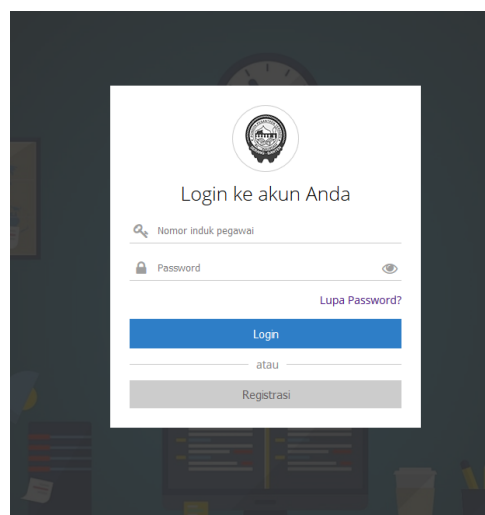 Login ke akun Anda
Nomor induk pegawai
Password
Lupa Password?
Login
atau
Registrasi